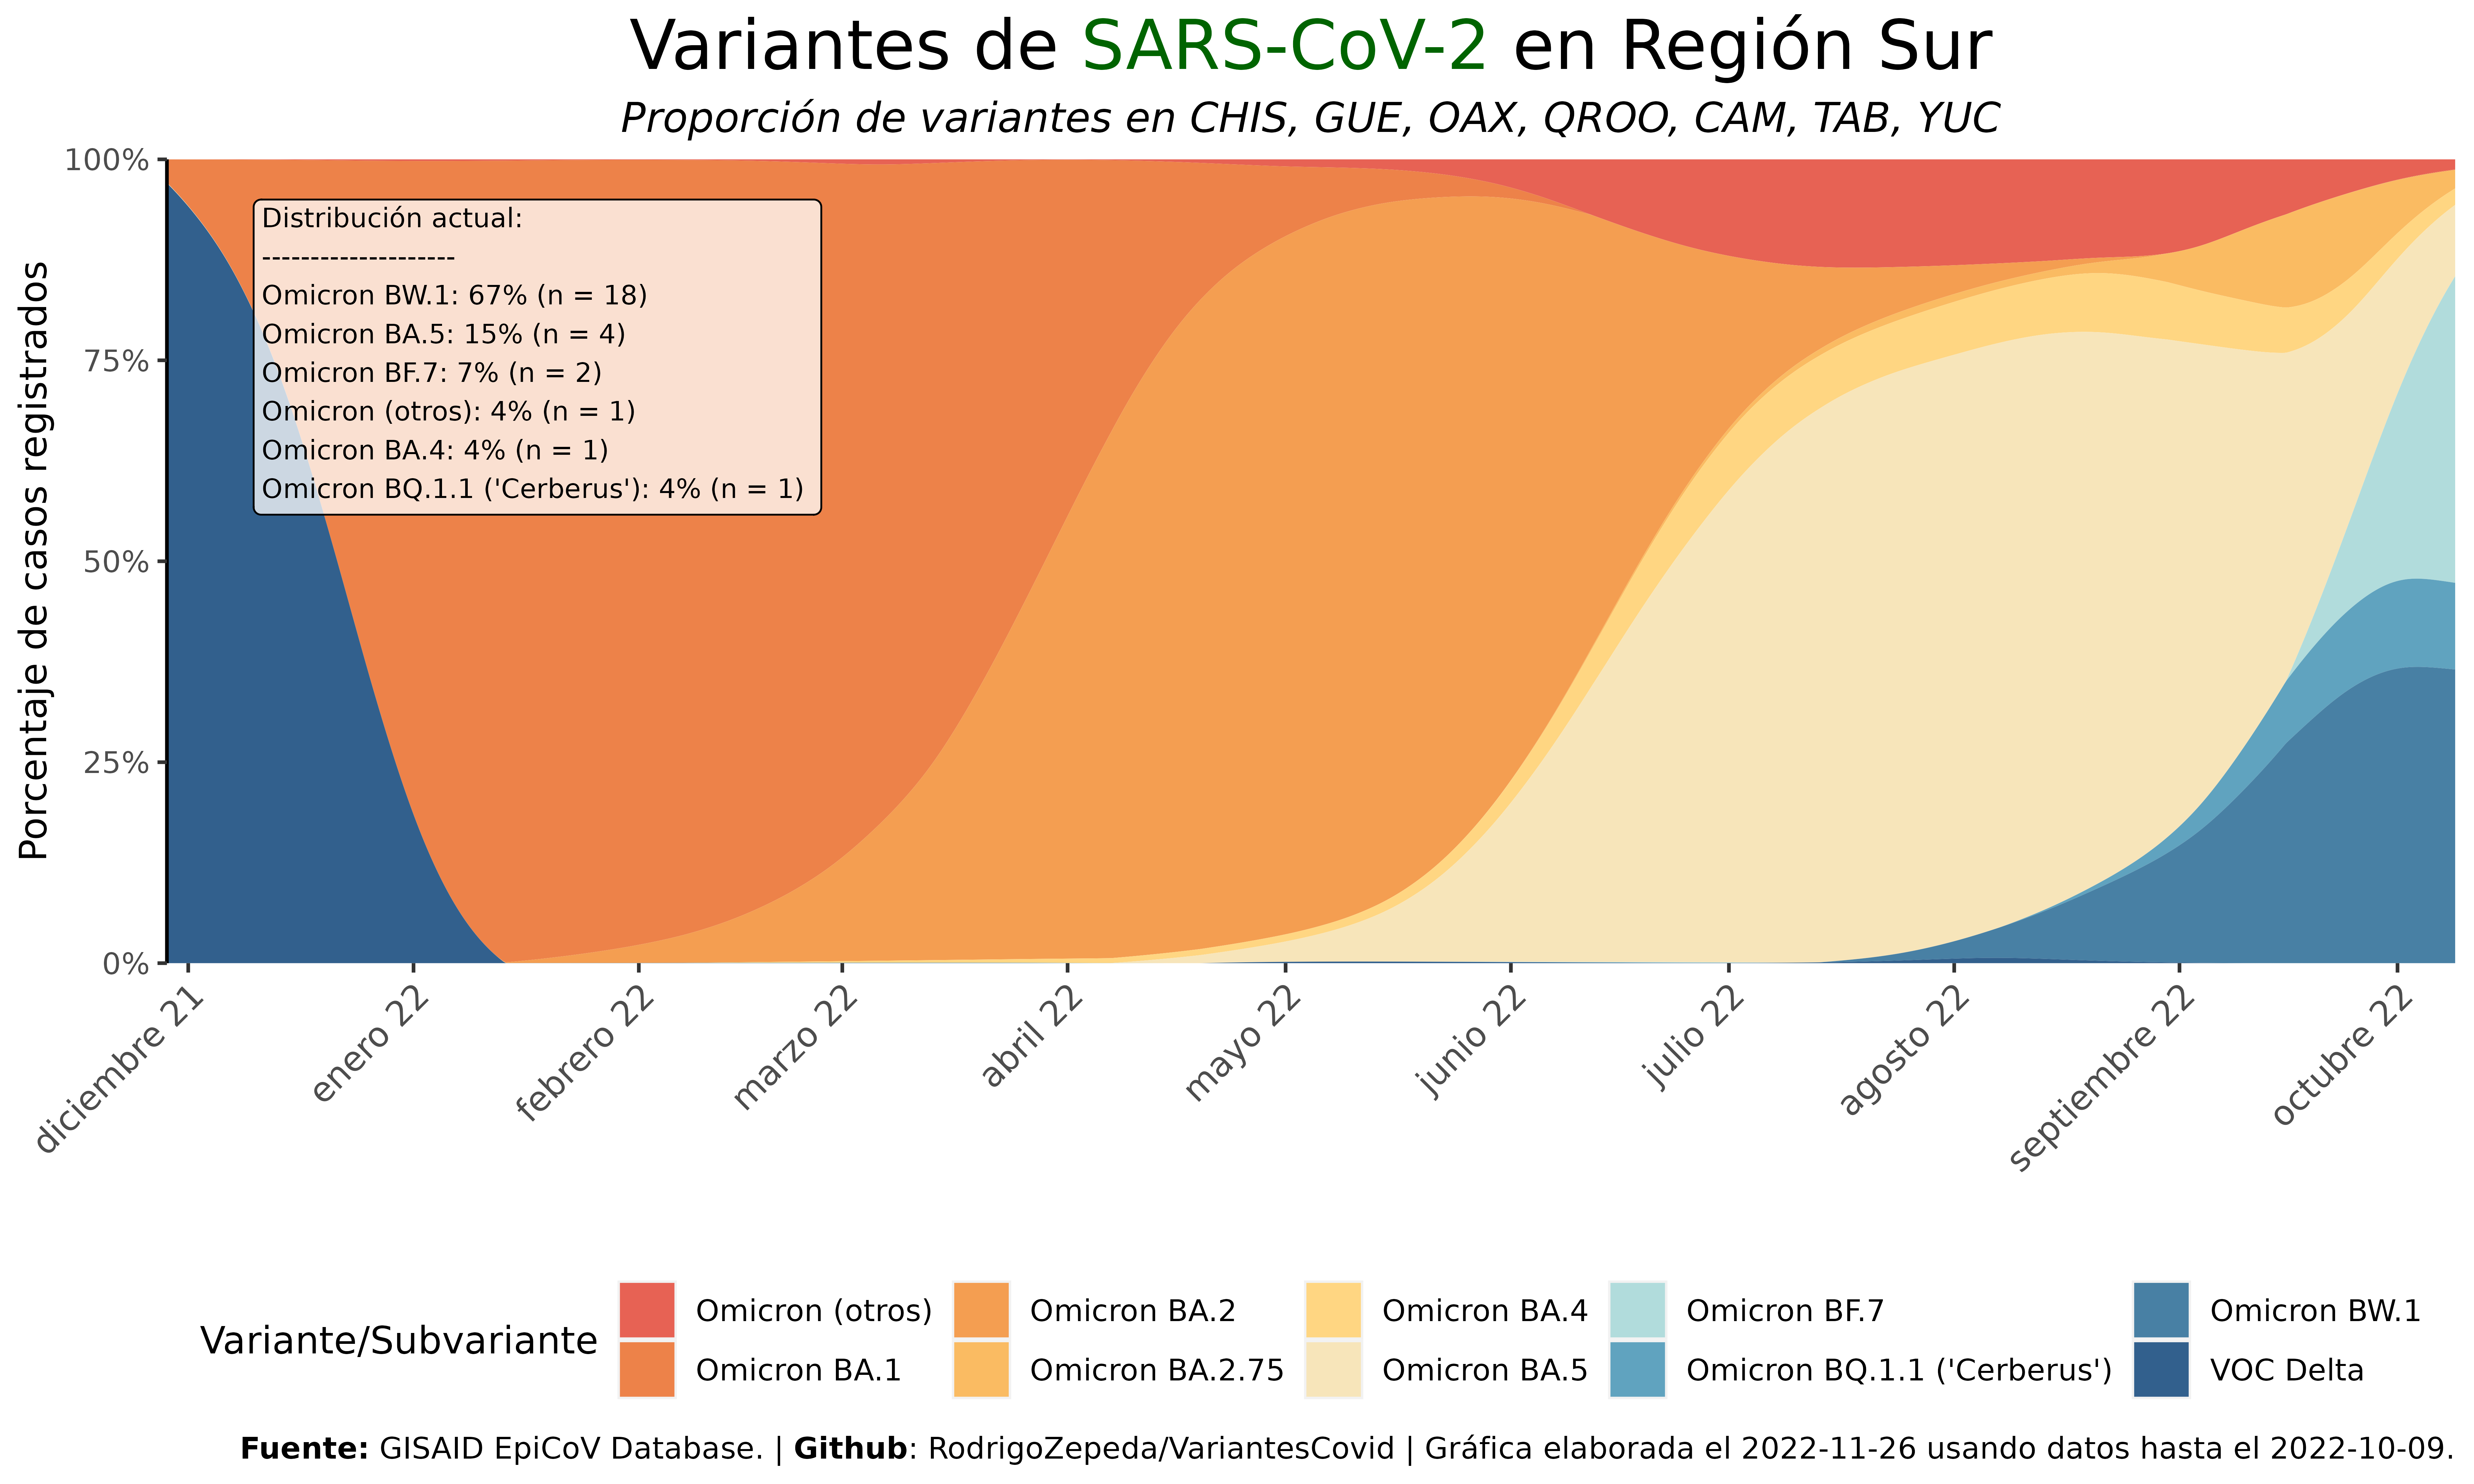 Variantes de SARS-CoV-2 en Región Sur
Proporción de variantes en CHIS, GUE, OAX, QROO, CAM, TAB, YUC
Porcentaje de casos registrados
100%
75%
50%
25%
0%
Distribución actual:
--------------------
Omicron BW.1: 67% (n = 18)
Omicron BA.5: 15% (n = 4)
Omicron BF.7: 7% (n = 2)
Omicron (otros): 4% (n = 1)
Omicron BA.4: 4% (n = 1)
Omicron BQ.1.1 ('Cerberus'): 4% (n = 1)
diciembre 21
enero 22
febrero 22
marzo 22
abril 22
mayo 22
junio 22
julio 22
agosto 22
septiembre 22
octubre 22
Variante/Subvariante
Omicron (otros)
Omicron BA.1
Omicron BA.2
Omicron BA.2.75
Omicron BA.4
Omicron BA.5
Omicron BF.7
Omicron BQ.1.1 ('Cerberus')
Omicron BW.1
VOC Delta
Fuente: GISAID EpiCoV Database. | Github: RodrigoZepeda/VariantesCovid | Gráfica elaborada el 2022-11-26 usando datos hasta el 2022-10-09.